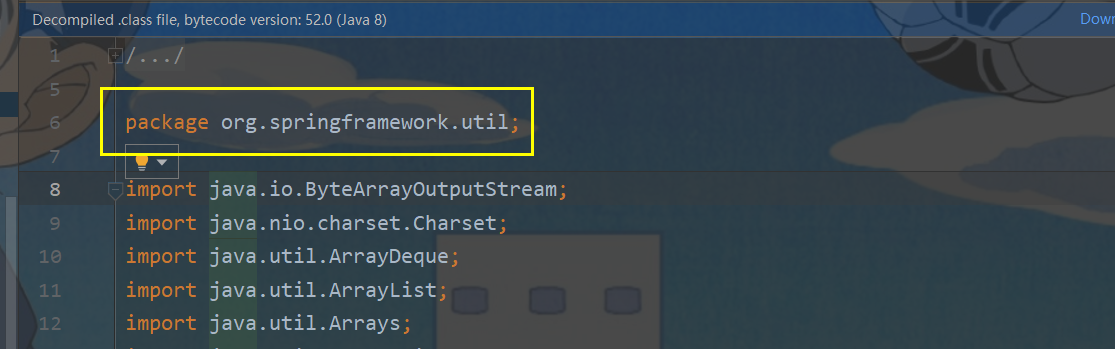 Decompiled .class file, bytecode version: 52.0 (Java 8) Down
1 /.../
5
6 package org.springframework.util;
7
8 import java.io.ByteArrayOutputStream;
9 import java.nio.charset.Charset;
10 import java.util.ArrayDeque;
11 import java.util.ArrayList;
12 import java.util.Arrays;